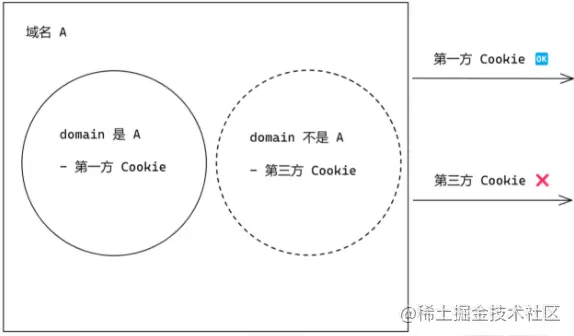 域名 A
domain 是 A
- 第一方 Cookie
domain 不是 A
- 第三方 Cookie
第一方 Cookie 🆗
第三方 Cookie ❌
@稀土掘金技术社区